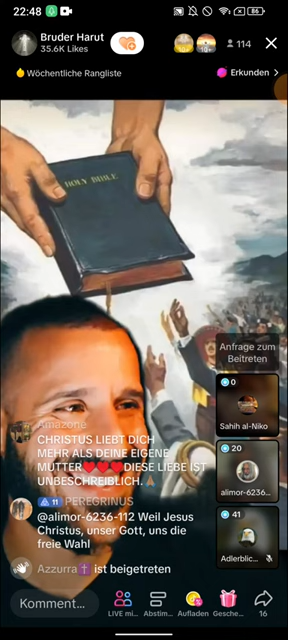 22:48
86
Bruder Harut
35.6K Likes
10+
10+
114
Wöchentliche Rangliste
Erkunden >
HOLY BIBLE
Anfrage zum
Beitreten
0
Sahih al-Niko
20
alimor-6236...
41
Adlerblic...
Amazone
CHRISTUS LIEBT DICH
MEHR ALS DEINE EIGENE
MUTTER❤❤❤DIESE LIEBE IST
UNBESCHREIBLICH.🙏
11 PEREGRINUS
@alimor-6236-112 Weil Jesus
Christus, unser Gott, uns die
freie Wahl
Azzurra✝ ist beigetreten
Komment...
LIVE mi...
Abstim...
Aufladen
Gesche...
16